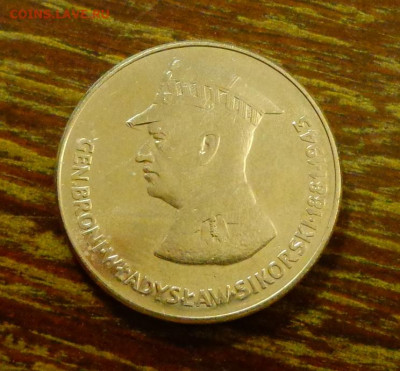 COINS.LAVE.RU
GEN BRONI·WŁADYSŁAW·SIKORSKI·1881/1943